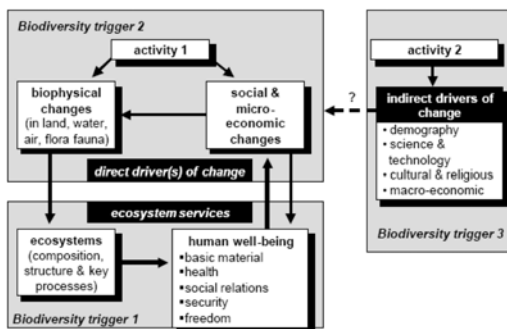 Biodiversity trigger 2
activity 1
biophysical
changes
(in land, water,
air, flora fauna)
social &
micro-
economic
changes
direct driver(s) of change
ecosystem services
ecosystems
(composition,
structure & key
processes)
human well-being
•basic material
•health
•social relations
•security
•freedom
Biodiversity trigger 1
?
activity 2
indirect drivers of
change
• demography
• science &
technology
• cultural & religious
• macro-economic
Biodiversity trigger 3